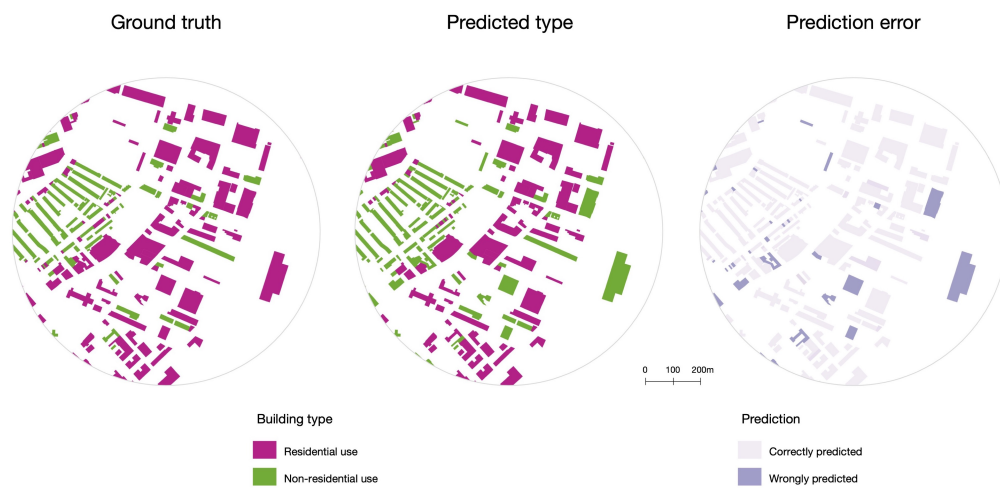 Ground truth
Predicted type
Prediction error
0 100 200m
Building type
Residential use
Non-residential use
Prediction
Correctly predicted
Wrongly predicted